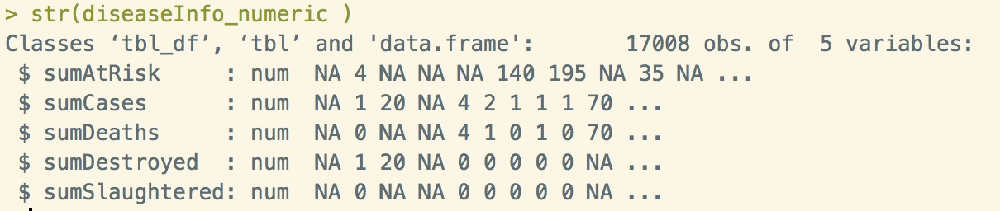 > str(diseaseInfo_numeric )
Classes ‘tbl_df’, ‘tbl’ and 'data.frame':	17008 obs. of  5 variables:
 $ sumAtRisk     : num  NA 4 NA NA NA 140 195 NA 35 NA ...
 $ sumCases      : num  NA 1 20 NA 4 2 1 1 1 70 ...
 $ sumDeaths     : num  NA 0 NA NA 4 1 0 1 0 70 ...
 $ sumDestroyed  : num  NA 1 20 NA 0 0 0 0 0 NA ...
 $ sumSlaughtered: num  NA 0 NA NA 0 0 0 0 0 NA ...